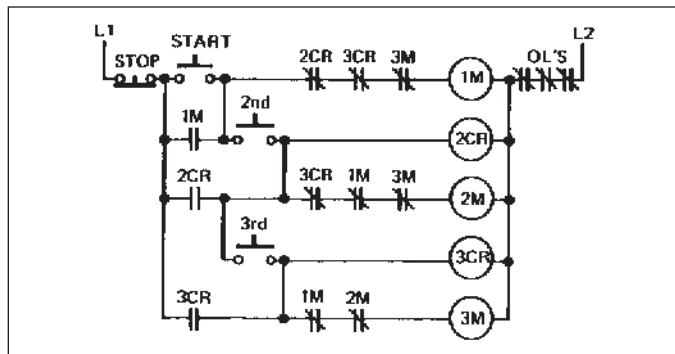 L1 START 2CR 3CR 3M 1M OL'S L2
STOP
1M 2nd 2CR
2CR 3CR 1M 3M 2M
3rd 3CR
3CR 1M 2M 3M